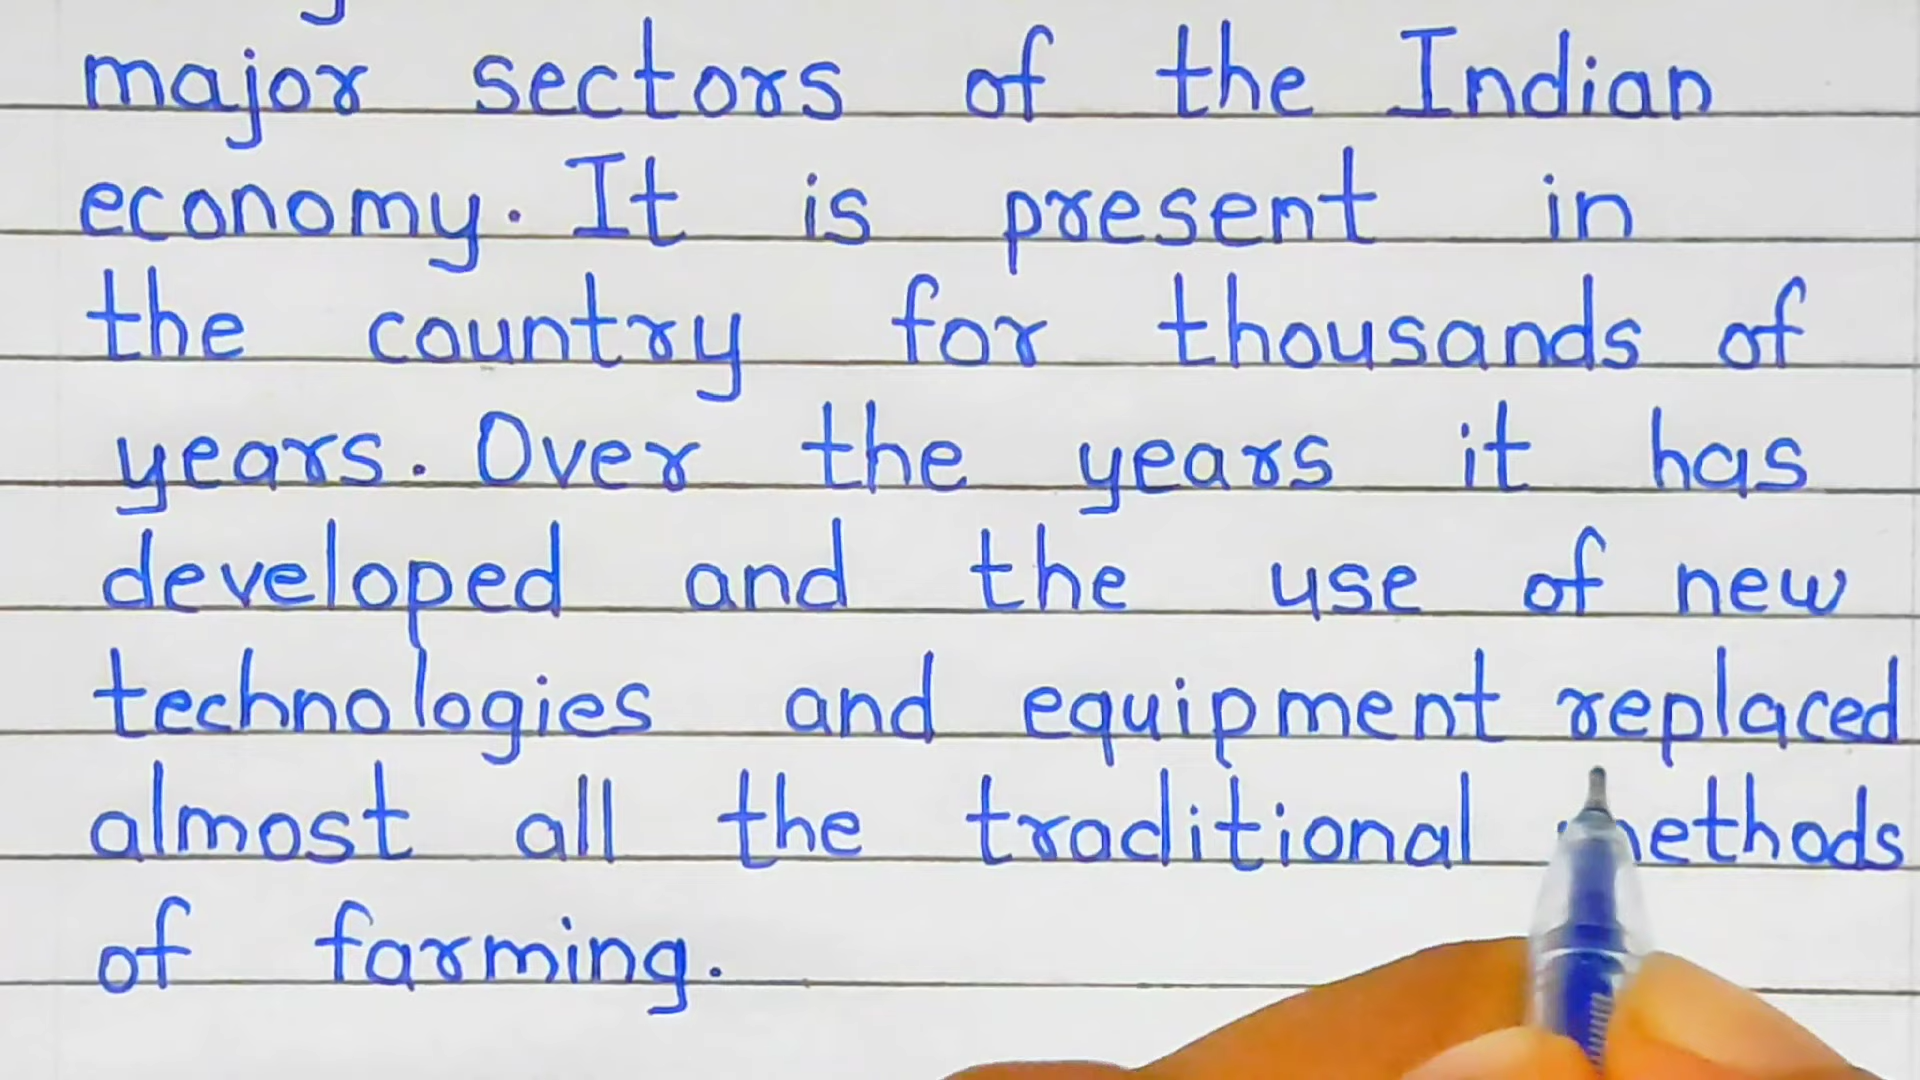 major sectors of the Indian
economy. It is present in
the country for thousands of
years. Over the years it has
developed and the use of new
technologies and equipment replaced
almost all the traditional methods
of farming.